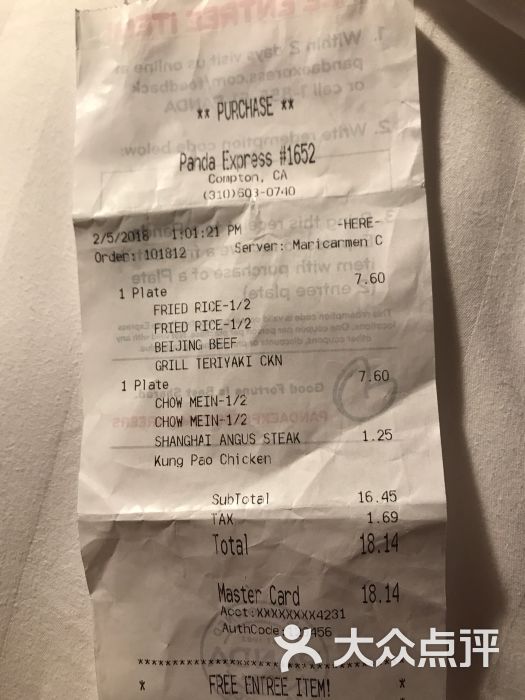 ** PURCHASE **
Panda Express #1652
Compton, CA
(310)603-0740
2/5/2018 1:01:21 PM -HERE-
Order: 101812 Server: Maricarmen C
1 Plate 7.60
FRIED RICE-1/2
FRIED RICE-1/2
BEIJING BEEF
GRILL TERIYAKI CKN
1 Plate 7.60
CHOW MEIN-1/2
CHOW MEIN-1/2
SHANGHAI ANGUS STEAK 1.25
Kung Pao Chicken
SubTotal 16.45
TAX 1.69
Total 18.14
Master Card 18.14
Acct:XXXXXXXX4231
AuthCode:
************************************
* FREE ENTREE ITEM! *
大众点评